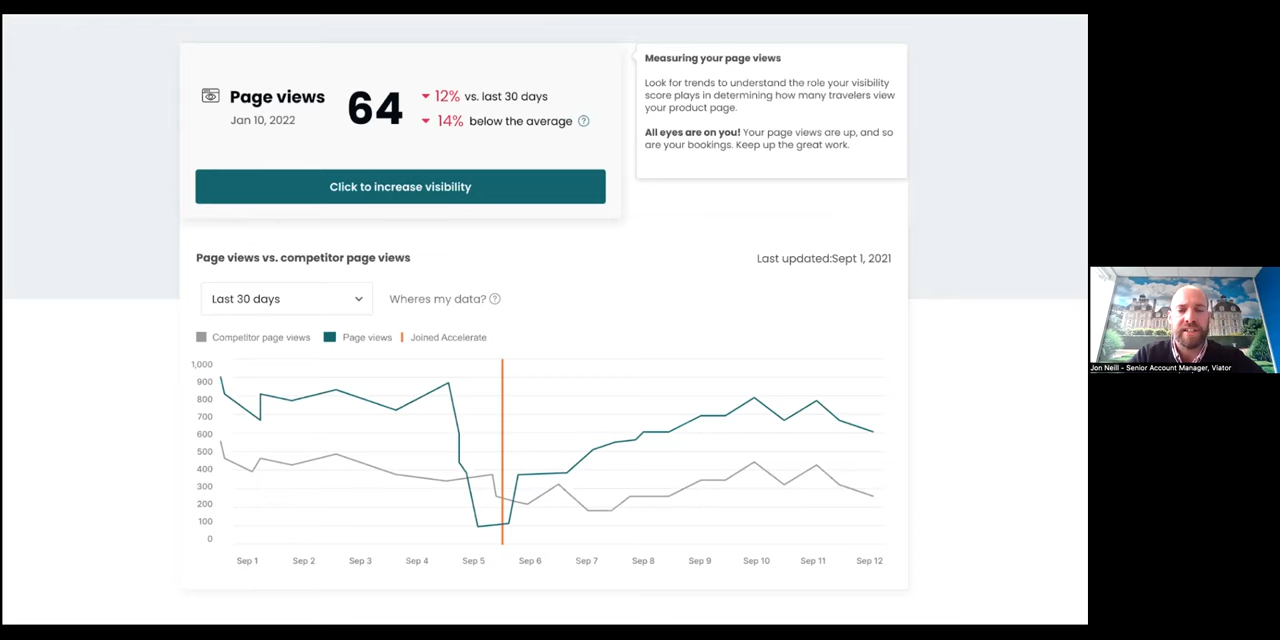 Page views
Jan 10, 2022
64
12% vs. last 30 days
14% below the average ?
Click to increase visibility
Measuring your page views
Look for trends to understand the role your visibility
score plays in determining how many travelers view
your product page.
All eyes are on you! Your page views are up, and so
are your bookings. Keep up the great work.
Page views vs. competitor page views
Last updated:Sept 1, 2021
Last 30 days
Wheres my data? ?
Competitor page views
Page views
Joined Accelerate
1,000
900
800
700
600
500
400
300
200
100
0
Sep 1
Sep 2
Sep 3
Sep 4
Sep 5
Sep 6
Sep 7
Sep 8
Sep 9
Sep 10
Sep 11
Sep 12
Jon Neill - Senior Account Manager, Viator